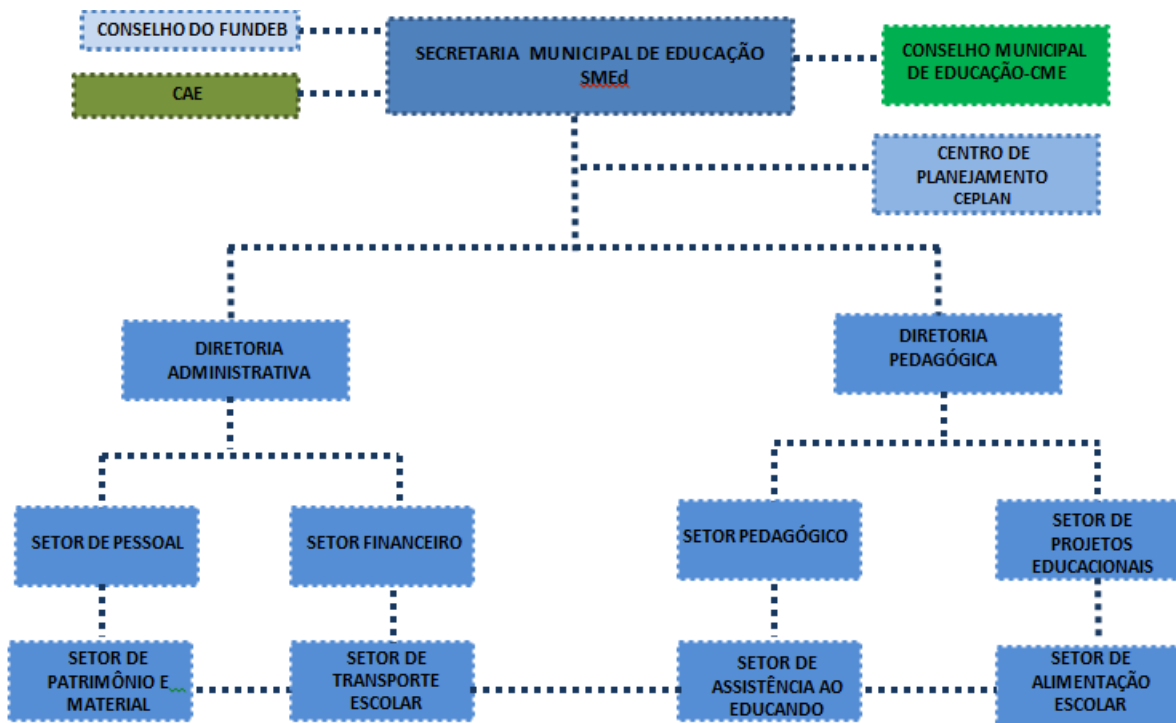 CONSELHO DO FUNDEB
CAE
SECRETARIA MUNICIPAL DE EDUCAÇÃO
SMEd
CONSELHO MUNICIPAL
DE EDUCAÇÃO-CME
CENTRO DE
PLANEJAMENTO
CEPLAN
DIRETORIA
ADMINISTRATIVA
DIRETORIA
PEDAGÓGICA
SETOR DE PESSOAL
SETOR FINANCEIRO
SETOR PEDAGÓGICO
SETOR DE
PROJETOS
EDUCACIONAIS
SETOR DE
PATRIMÔNIO E
MATERIAL
SETOR DE
TRANSPORTE
ESCOLAR
SETOR DE
ASSISTÊNCIA AO
EDUCANDO
SETOR DE
ALIMENTAÇÃO
ESCOLAR